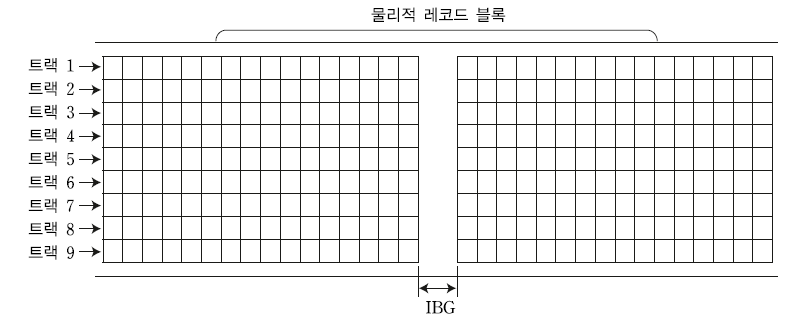 물리적 레코드 블록
트랙 1
트랙 2
트랙 3
트랙 4
트랙 5
트랙 6
트랙 7
트랙 8
트랙 9
IBG